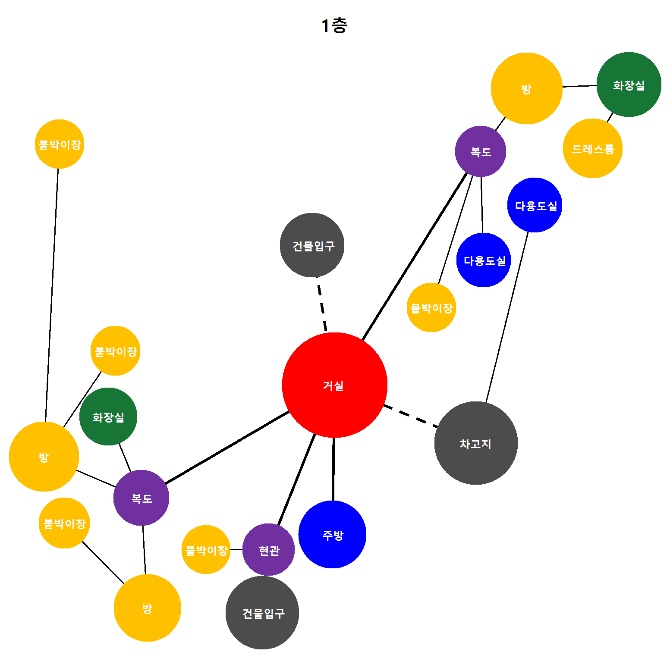 1층
방
화장실
붙박이장
드레스룸
복도
다용도실
건물입구
다용도실
붙박이장
붙박이장
거실
화장실
차고지
방
복도
붙박이장
주방
붙박이장
현관
방
건물입구